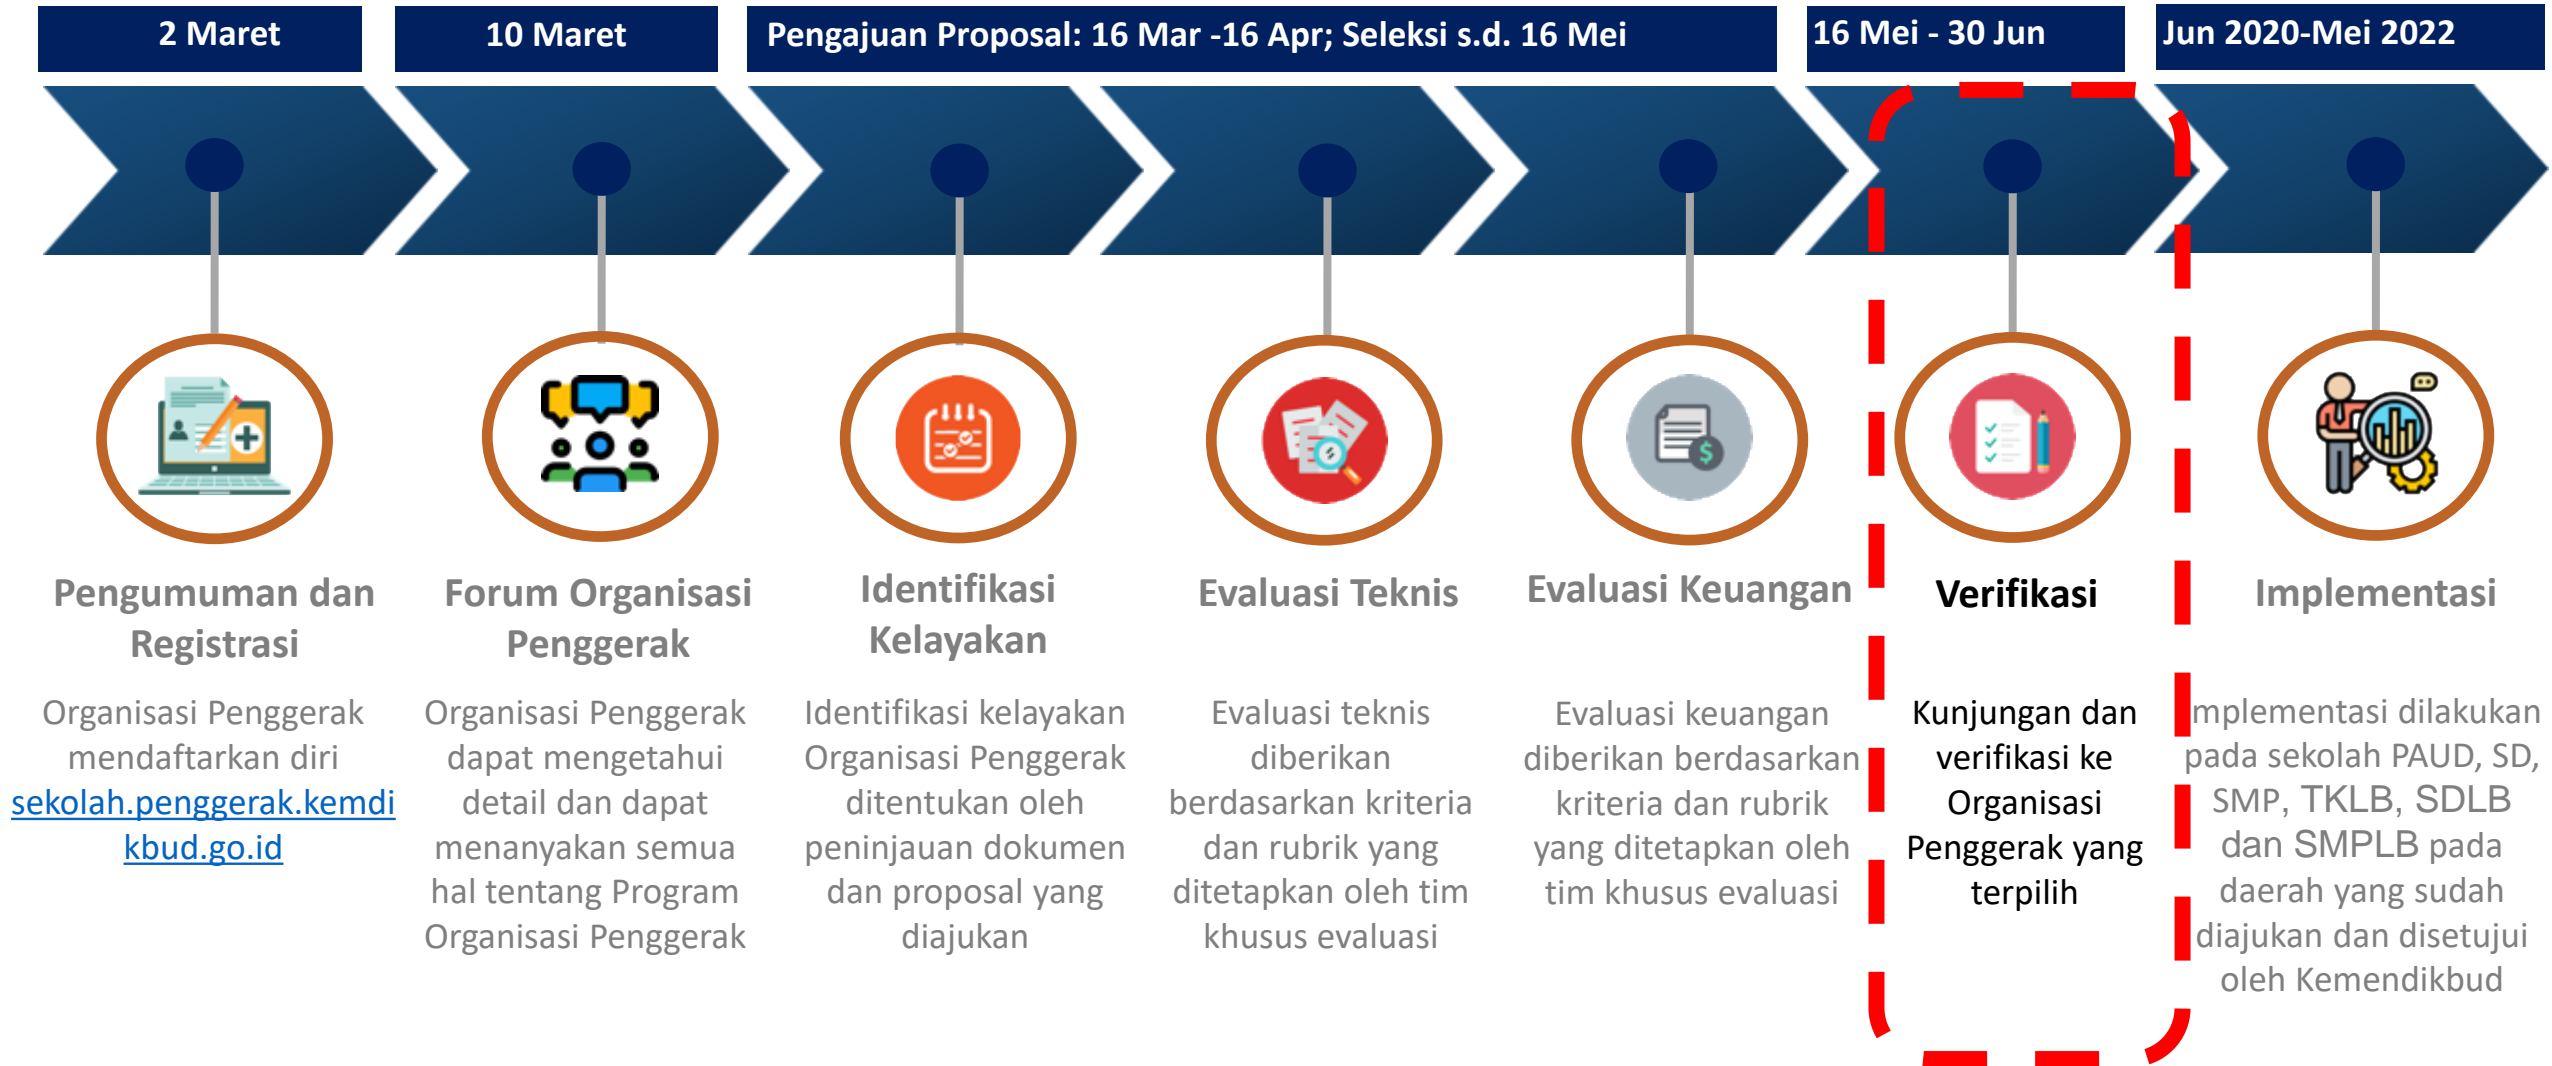 2 Maret
10 Maret
Pengajuan Proposal: 16 Mar -16 Apr; Seleksi s.d. 16 Mei
16 Mei - 30 Jun
Jun 2020-Mei 2022
Pengumuman dan
Registrasi
Organisasi Penggerak
mendaftarkan diri
sekolah.penggerak.kemdi
kbud.go.id
Forum Organisasi
Penggerak
Organisasi Penggerak
dapat mengetahui
detail dan dapat
menanyakan semua
hal tentang Program
Organisasi Penggerak
Identifikasi
Kelayakan
Identifikasi kelayakan
Organisasi Penggerak
ditentukan oleh
peninjauan dokumen
dan proposal yang
diajukan
Evaluasi Teknis
Evaluasi teknis
diberikan
berdasarkan kriteria
dan rubrik yang
ditetapkan oleh tim
khusus evaluasi
Evaluasi Keuangan
Evaluasi keuangan
diberikan berdasarkan
kriteria dan rubrik
yang ditetapkan oleh
tim khusus evaluasi
Verifikasi
Kunjungan dan
verifikasi ke
Organisasi
Penggerak yang
terpilih
Implementasi
Implementasi dilakukan
pada sekolah PAUD, SD,
SMP, TKLB, SDLB
dan SMPLB pada
daerah yang sudah
diajukan dan disetujui
oleh Kemendikbud